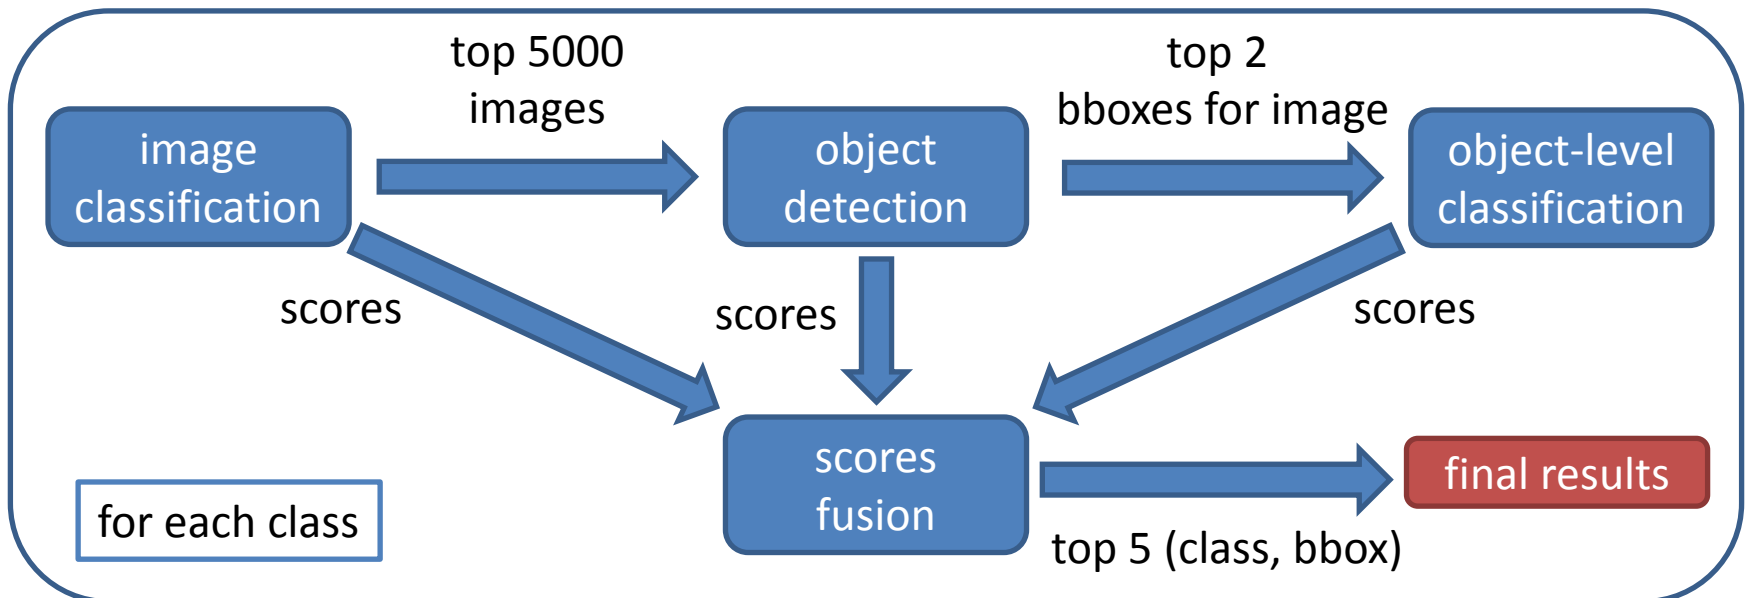 top 5000
images
top 2
bboxes for image
image
classification
object
detection
object-level
classification
scores
scores
scores
scores
fusion
final results
for each class
top 5 (class, bbox)